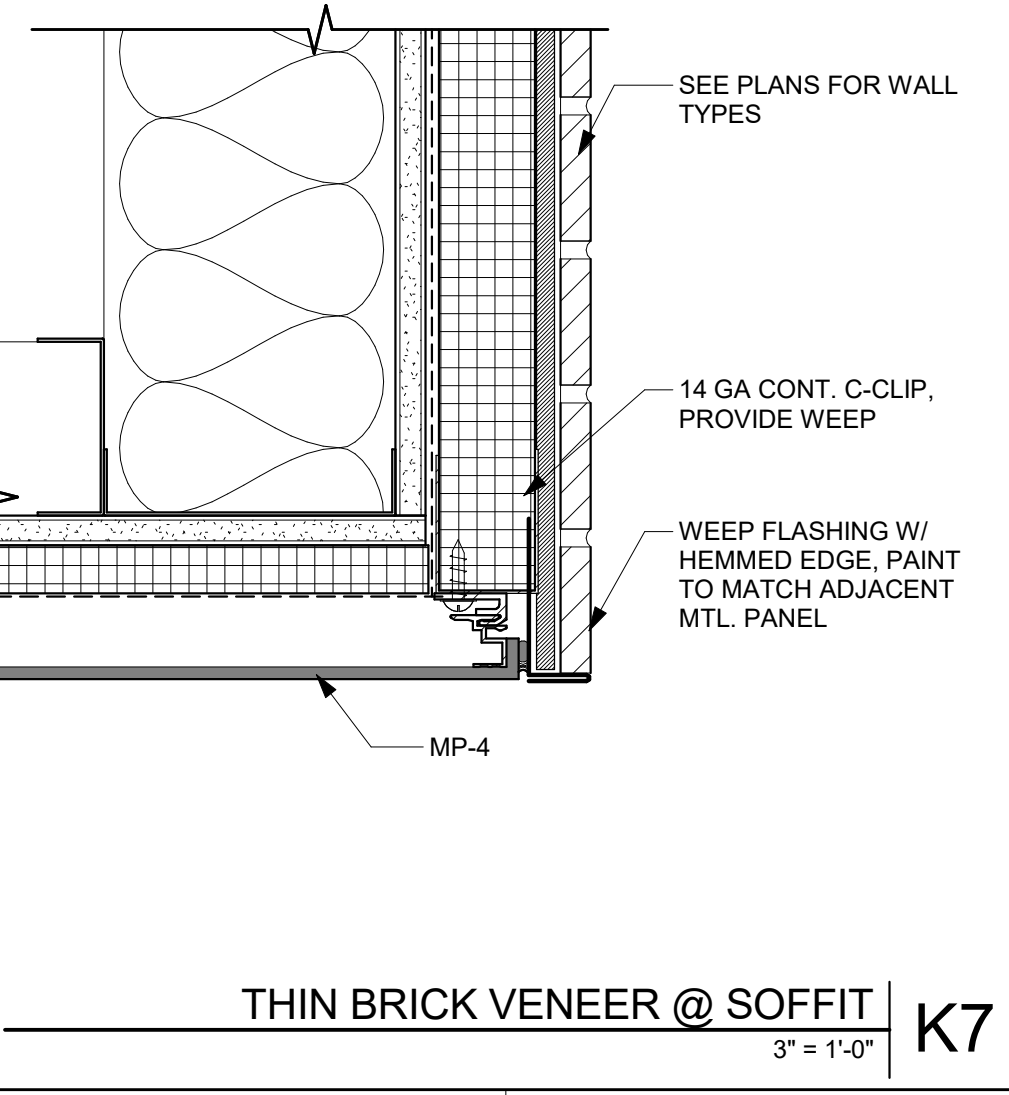 SEE PLANS FOR WALL
TYPES
14 GA CONT. C-CLIP,
PROVIDE WEEP
WEEP FLASHING W/
HEMMED EDGE, PAINT
TO MATCH ADJACENT
MTL. PANEL
MP-4
THIN BRICK VENEER @ SOFFIT
K7
3" = 1'-0"